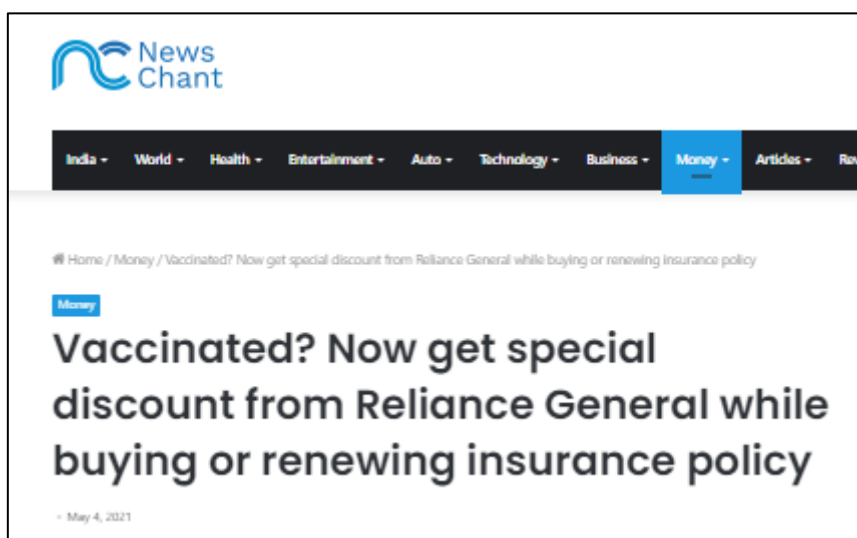 News
Chant
India World Health Entertainment Auto Technology Business Money Articles
Home / Money / Vaccinated? Now get special discount from Reliance General while buying or renewing insurance policy
Money
Vaccinated? Now get special
discount from Reliance General while
buying or renewing insurance policy
- May 4, 2021